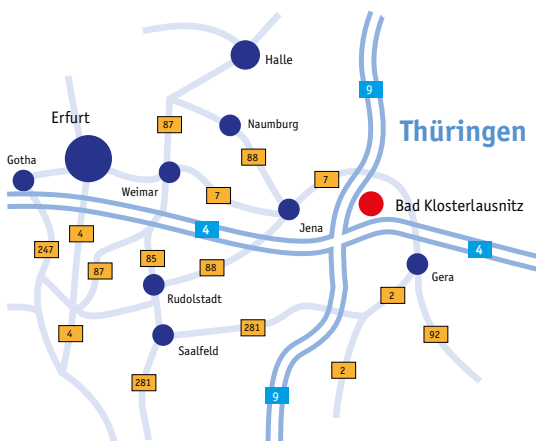 Halle
9
Erfurt
87
Naumburg
Thüringen
88
Gotha
Weimar
7
7
Bad Klosterlausnitz
Jena
4
4
247
4
87
85
88
Gera
Rudolstadt
2
4
281
92
Saalfeld
281
2
9